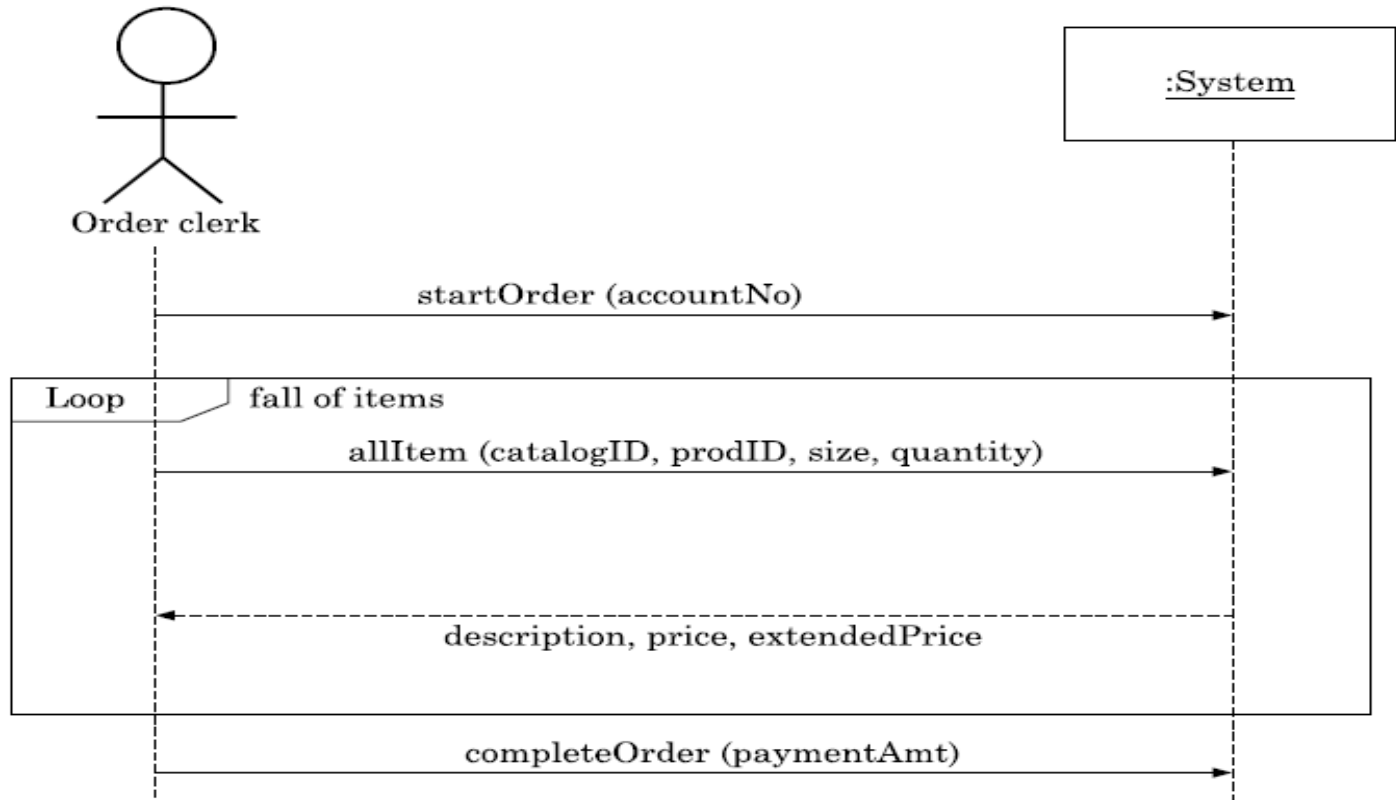 :System
Order clerk
startOrder (accountNo)
Loop
fall of items
allItem (catalogID, prodID, size, quantity)
description, price, extendedPrice
completeOrder (paymentAmt)